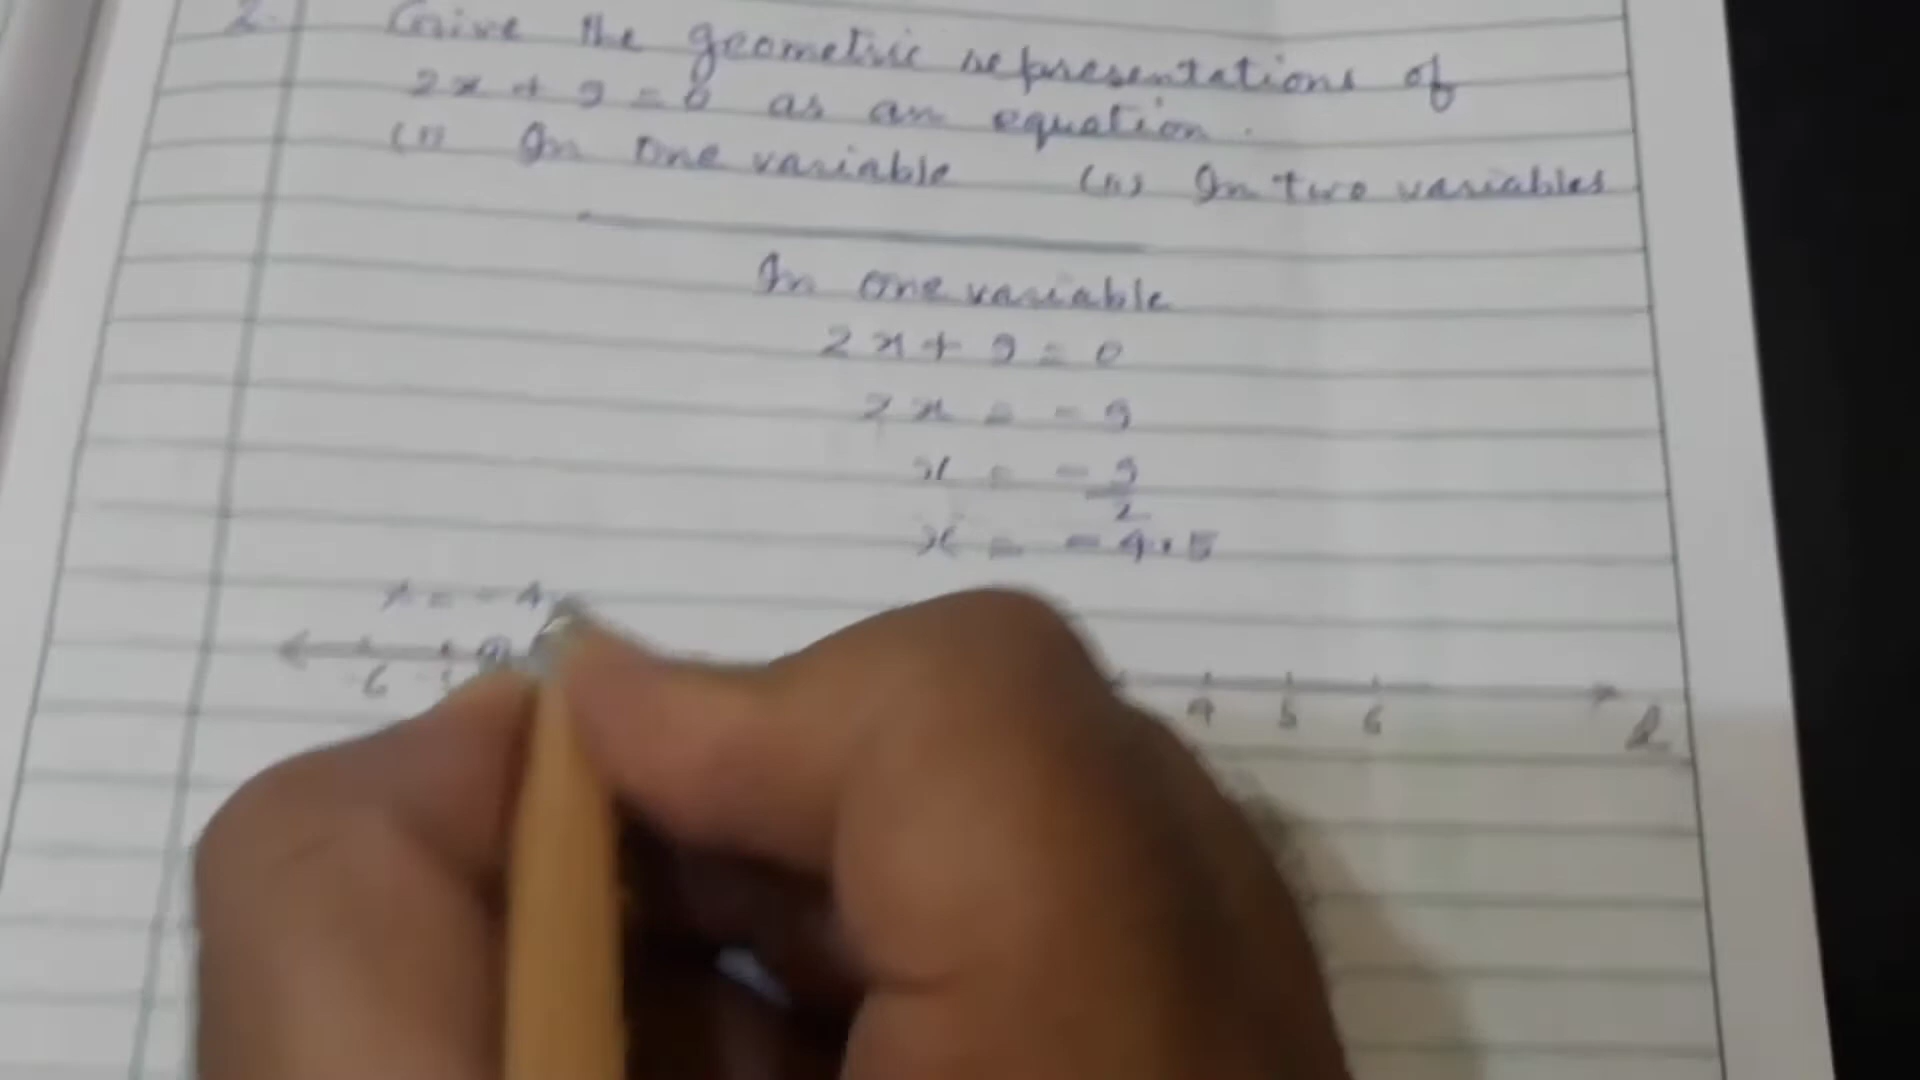 2. Give the geometric representations of
2x + 9 = 0 as an equation.
(i) In one variable (ii) In two variables
In one variable
2x + 9 = 0
2x = - 9
x = - 9/2
x = - 4.5
x = - 4
6 4 5 6